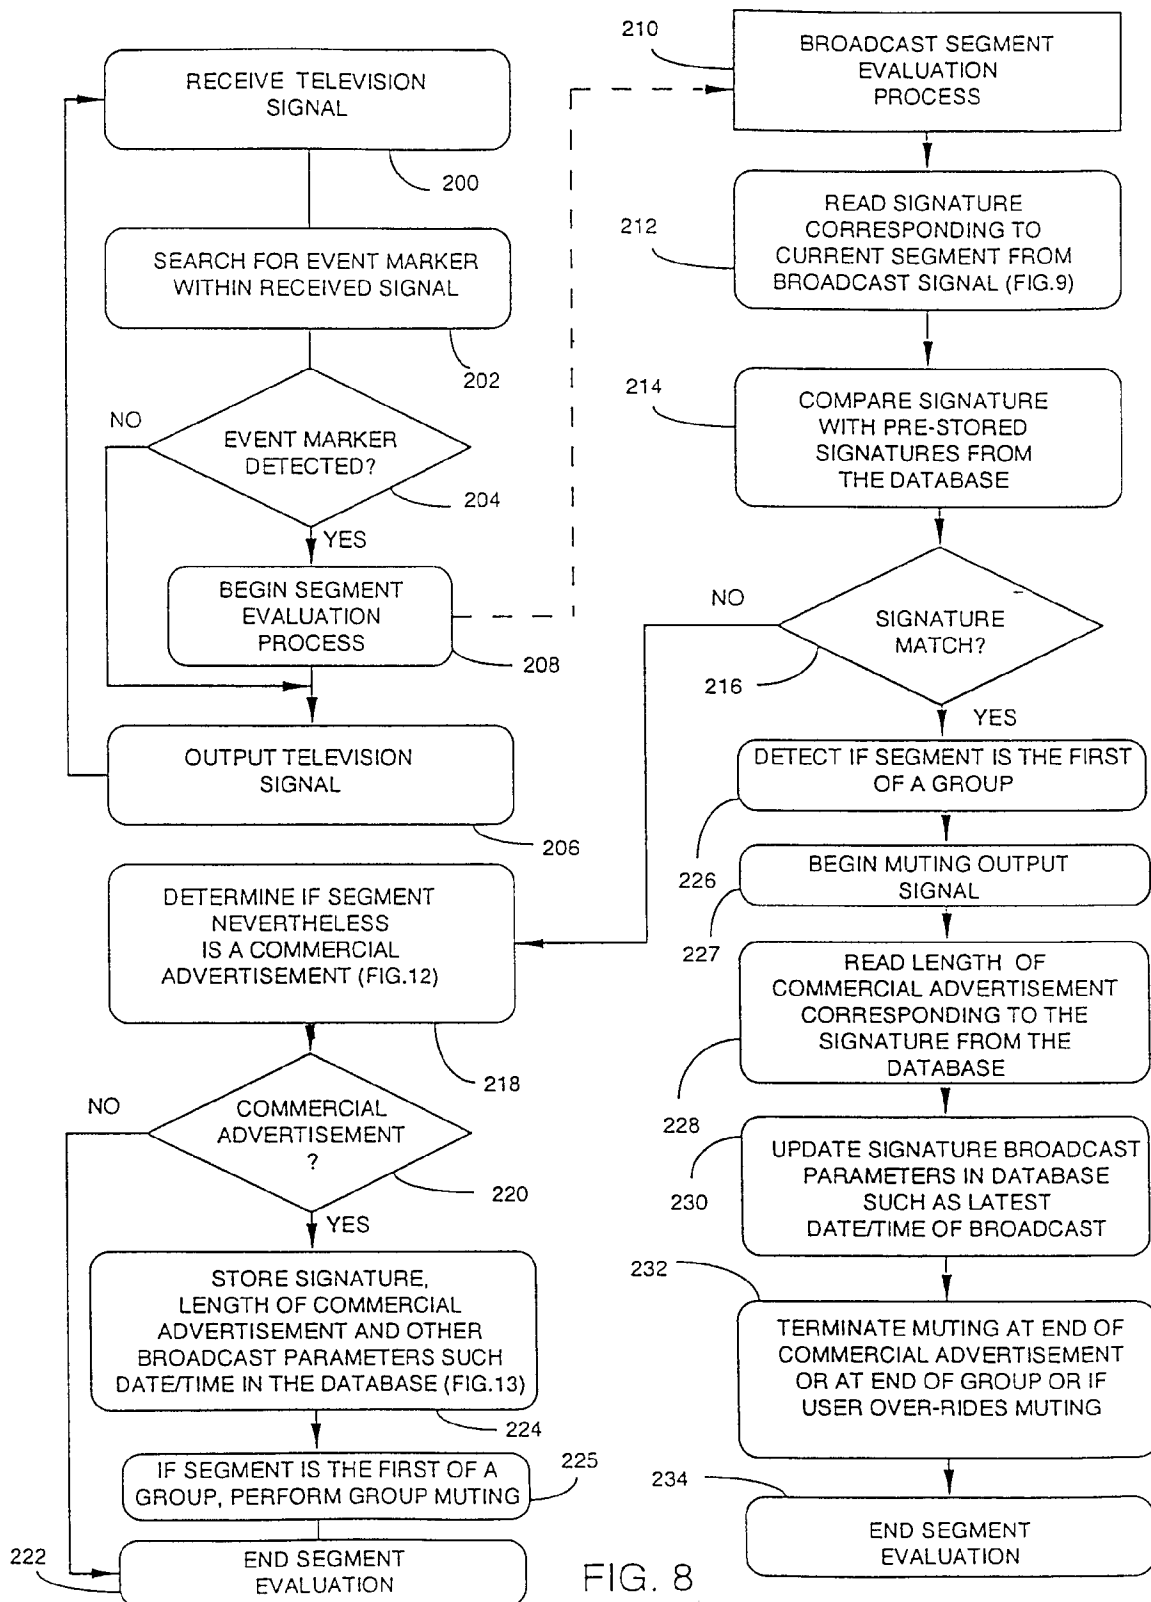 RECEIVE TELEVISION
SIGNAL
200
SEARCH FOR EVENT MARKER
WITHIN RECEIVED SIGNAL
202
NO
EVENT MARKER
DETECTED?
204
YES
BEGIN SEGMENT
EVALUATION
PROCESS
208
OUTPUT TELEVISION
SIGNAL
206
DETERMINE IF SEGMENT
NEVERTHELESS
IS A COMMERCIAL
ADVERTISEMENT (FIG.12)
218
NO
COMMERCIAL
ADVERTISEMENT
?
220
YES
STORE SIGNATURE,
LENGTH OF COMMERCIAL
ADVERTISEMENT AND OTHER
BROADCAST PARAMETERS SUCH
DATE/TIME IN THE DATABASE (FIG.13)
224
IF SEGMENT IS THE FIRST OF A
GROUP, PERFORM GROUP MUTING
225
222
END SEGMENT
EVALUATION
210
BROADCAST SEGMENT
EVALUATION
PROCESS
212
READ SIGNATURE
CORRESPONDING TO
CURRENT SEGMENT FROM
BROADCAST SIGNAL (FIG.9)
214
COMPARE SIGNATURE
WITH PRE-STORED
SIGNATURES FROM
THE DATABASE
NO
SIGNATURE
MATCH?
216
YES
DETECT IF SEGMENT IS THE FIRST
OF A GROUP
226
BEGIN MUTING OUTPUT
SIGNAL
227
READ LENGTH OF
COMMERCIAL ADVERTISEMENT
CORRESPONDING TO THE
SIGNATURE FROM THE
DATABASE
228
UPDATE SIGNATURE BROADCAST
PARAMETERS IN DATABASE
SUCH AS LATEST
DATE/TIME OF BROADCAST
230
232
TERMINATE MUTING AT END OF
COMMERCIAL ADVERTISEMENT
OR AT END OF GROUP OR IF
USER OVER-RIDES MUTING
234
END SEGMENT
EVALUATION
FIG. 8